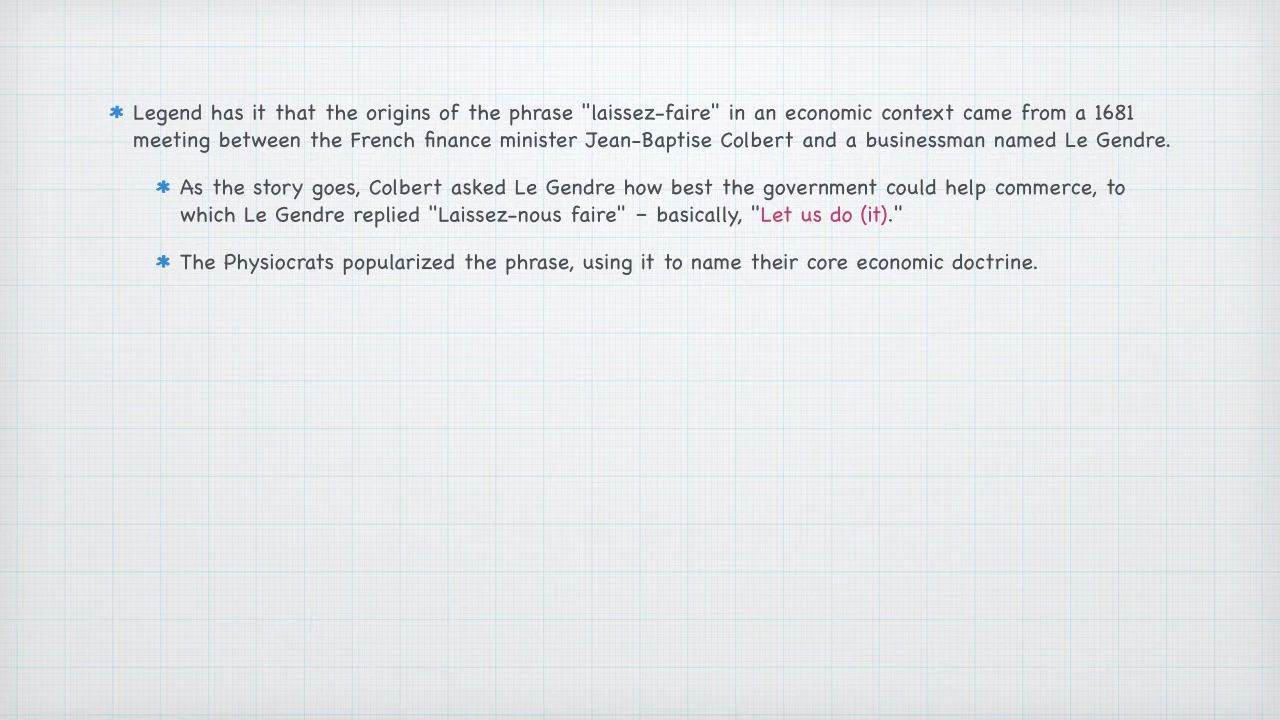 * Legend has it that the origins of the phrase "laissez-faire" in an economic context came from a 1681
meeting between the French finance minister Jean-Baptise Colbert and a businessman named Le Gendre.
* As the story goes, Colbert asked Le Gendre how best the government could help commerce, to
which Le Gendre replied "Laissez-nous faire" – basically, "Let us do (it)."
* The Physiocrats popularized the phrase, using it to name their core economic doctrine.